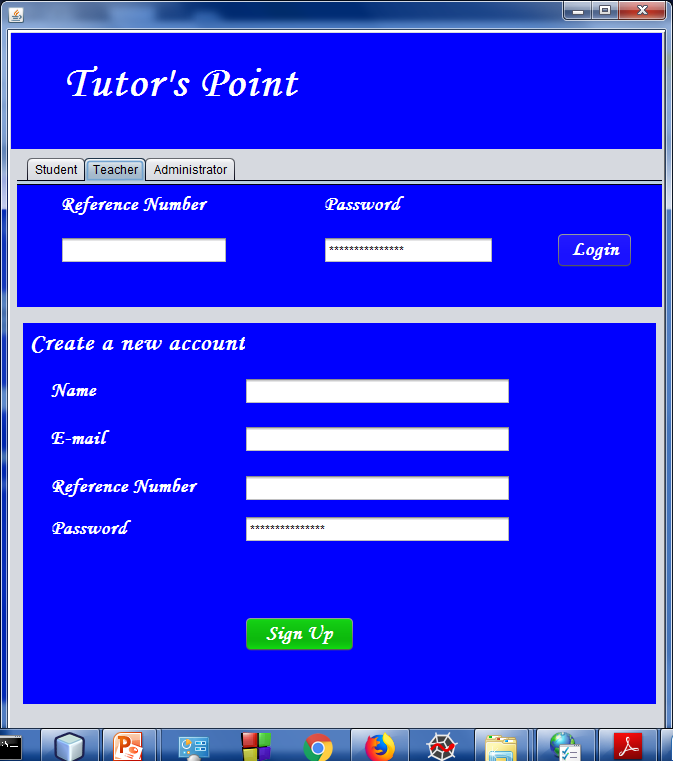 Tutor's Point
Student Teacher Administrator
Reference Number Password
*************** Login
Create a new account
Name
E-mail
Reference Number
Password ***************
Sign Up